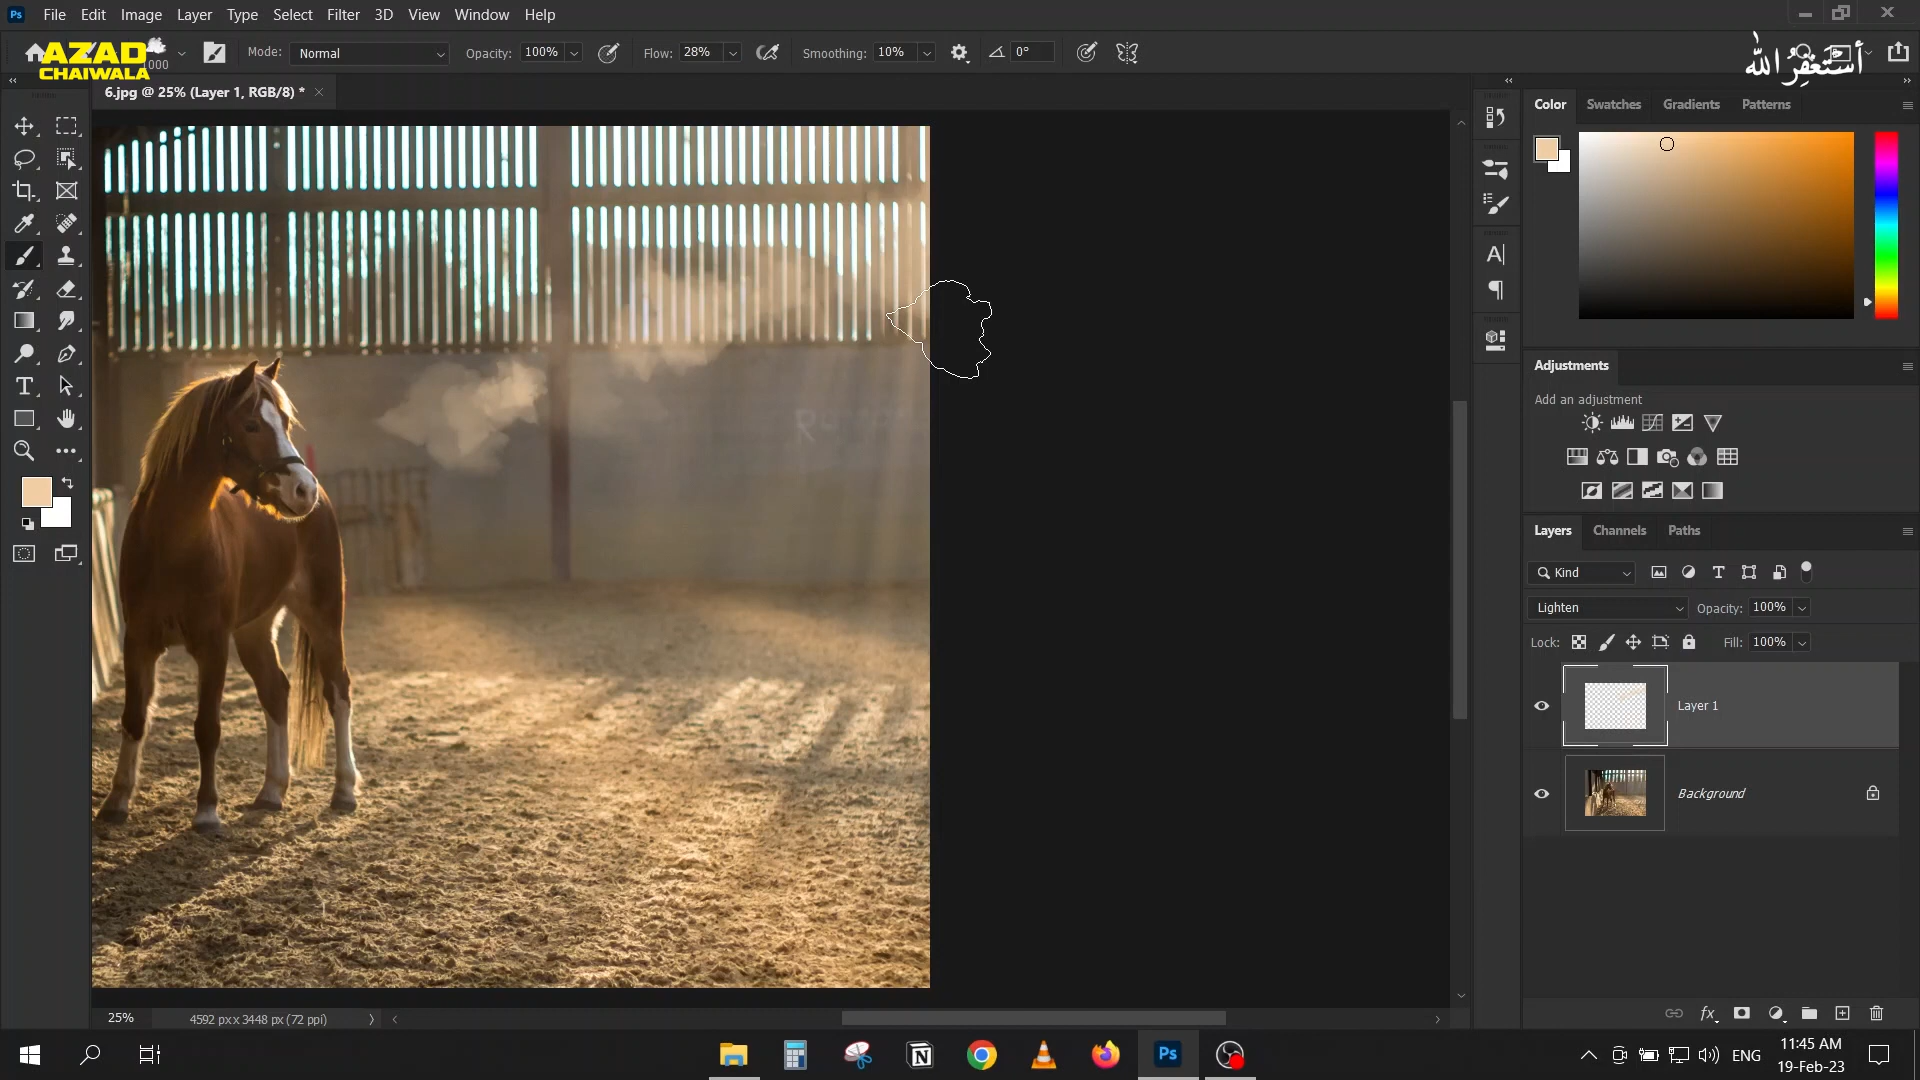 Ps File Edit Image Layer Type Select Filter 3D View Window Help
AZAD
CHAIWALA
1000
Mode: Normal Opacity: 100% Flow: 28% Smoothing: 10% 0°
أستغفر الله
6.jpg @ 25% (Layer 1, RGB/8) *
Color Swatches Gradients Patterns
Adjustments
Add an adjustment
Layers Channels Paths
Kind
Lighten Opacity: 100%
Lock: Fill: 100%
Layer 1
Background
25% 4592 px x 3448 px (72 ppi)
Ps ENG 11:45 AM
19-Feb-23